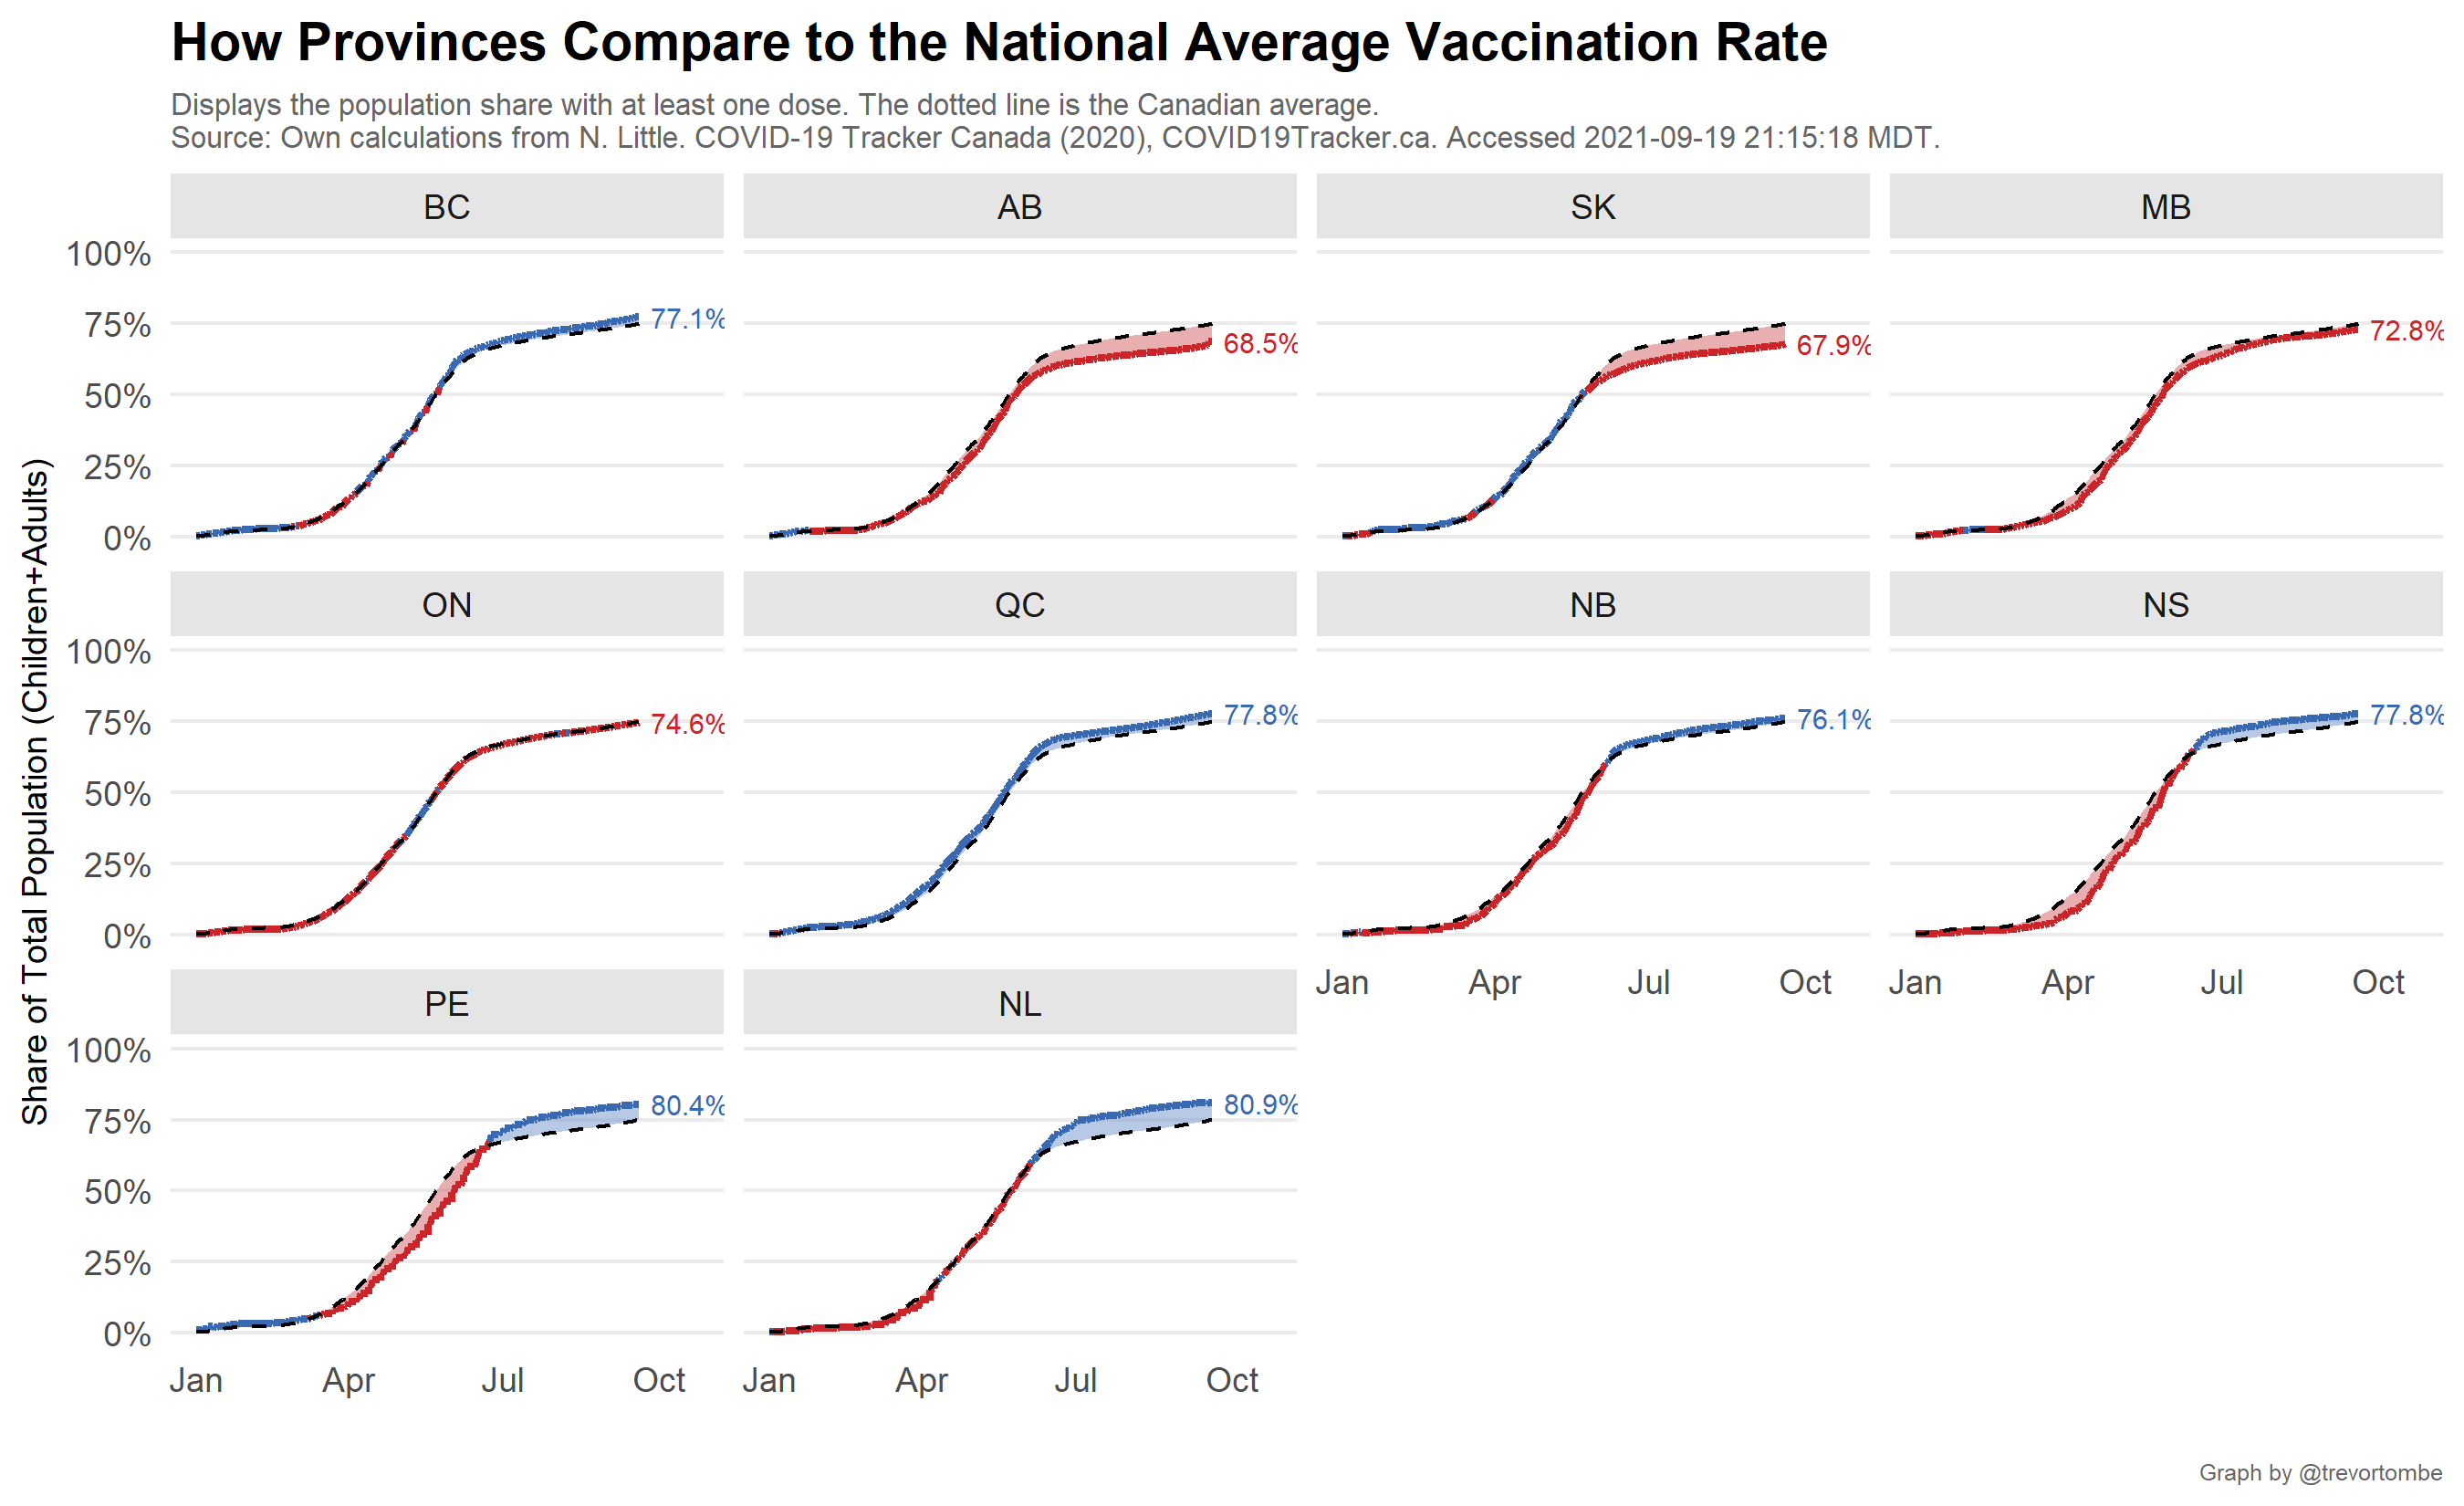 How Provinces Compare to the National Average Vaccination Rate
Displays the population share with at least one dose. The dotted line is the Canadian average.
Source: Own calculations from N. Little. COVID-19 Tracker Canada (2020), COVID19Tracker.ca. Accessed 2021-09-19 21:15:18 MDT.
Share of Total Population (Children+Adults)
BC
AB
SK
MB
100%
75%
50%
25%
0%
77.1%
68.5%
67.9%
72.8%
ON
QC
NB
NS
100%
75%
50%
25%
0%
74.6%
77.8%
76.1%
77.8%
Jan Apr Jul Oct
Jan Apr Jul Oct
PE
NL
100%
75%
50%
25%
0%
80.4%
80.9%
Jan Apr Jul Oct
Jan Apr Jul Oct
Graph by @trevortombe